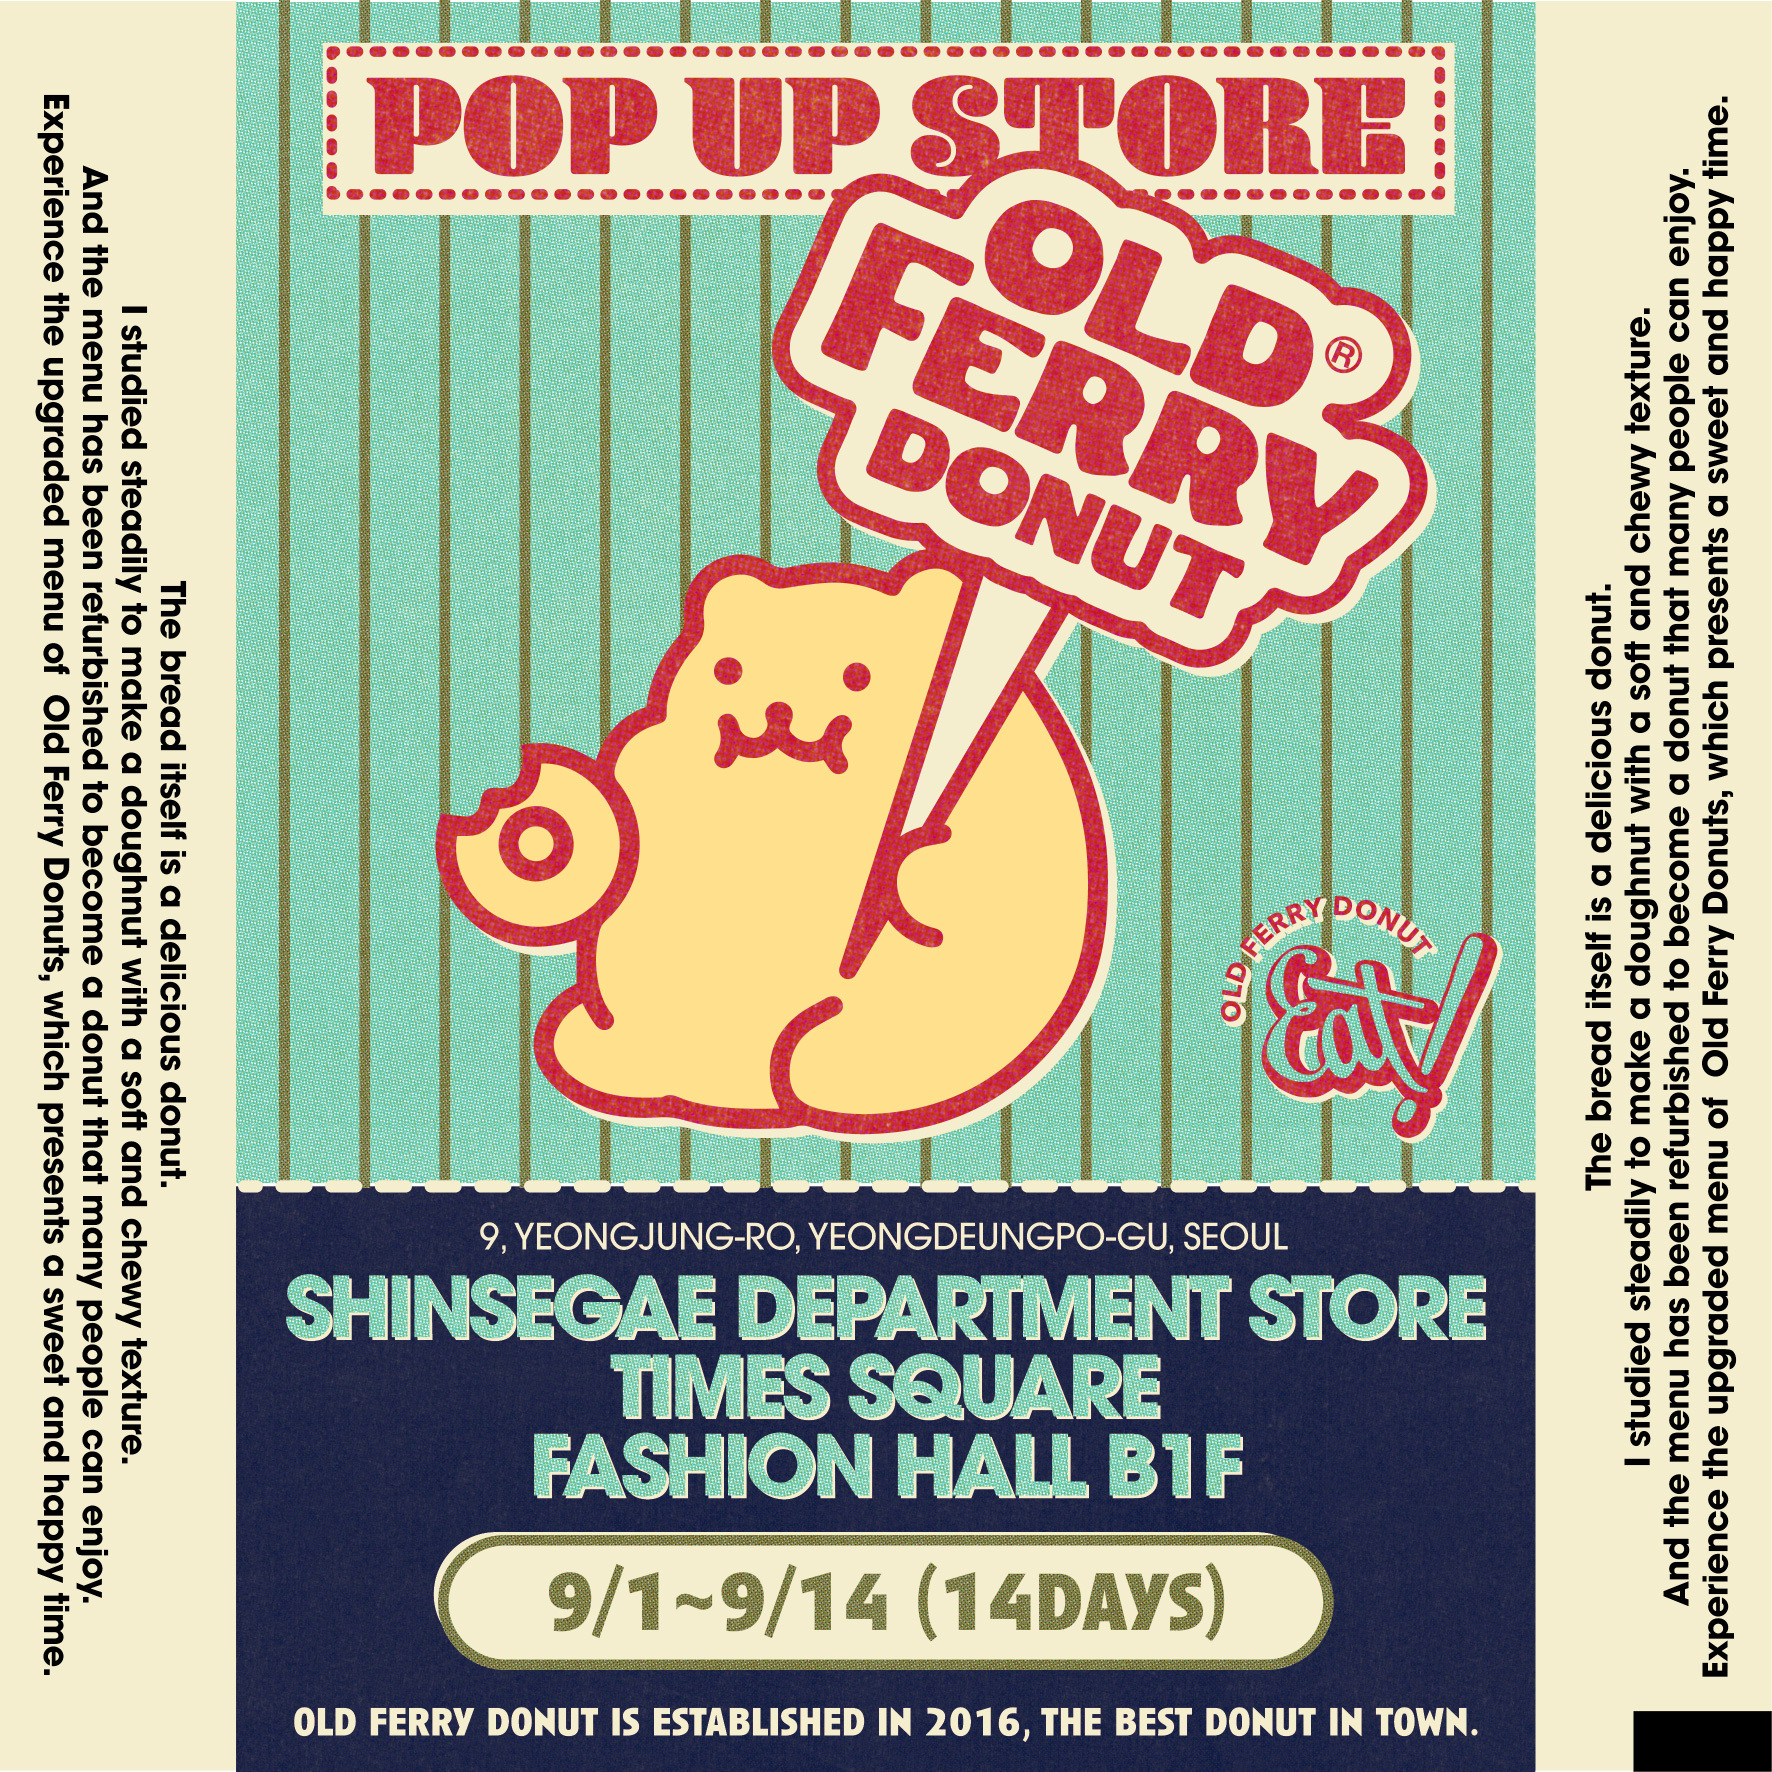 POP UP STORE
OLD®
FERRY
DONUT
OLD FERRY DONUT
Eat!
9, YEONGJUNG-RO, YEONGDEUNGPO-GU, SEOUL
SHINSEGAE DEPARTMENT STORE
TIMES SQUARE
FASHION HALL B1F
9/1~9/14 (14DAYS)
OLD FERRY DONUT IS ESTABLISHED IN 2016, THE BEST DONUT IN TOWN.
The bread itself is a delicious donut.
I studied steadily to make a doughnut with a soft and chewy texture.
And the menu has been refurbished to become a donut that many people can enjoy.
Experience the upgraded menu of Old Ferry Donuts, which presents a sweet and happy time.
The bread itself is a delicious donut.
I studied steadily to make a doughnut with a soft and chewy texture.
And the menu has been refurbished to become a donut that many people can enjoy.
Experience the upgraded menu of Old Ferry Donuts, which presents a sweet and happy time.